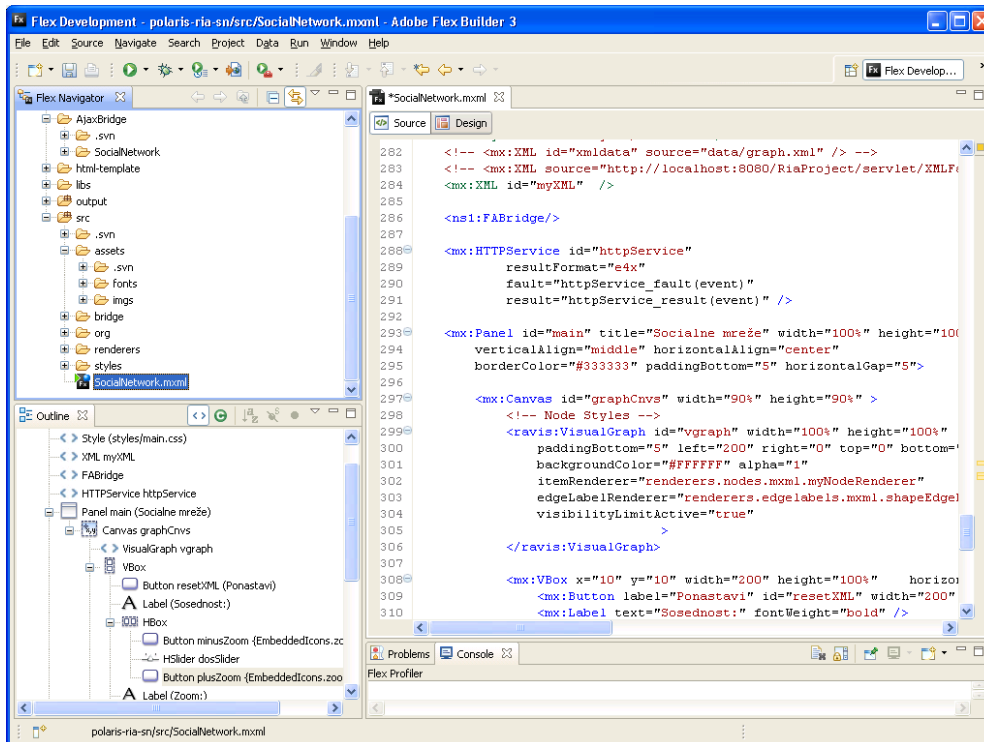 Flex Development - polaris-ria-sn/src/SocialNetwork.mxml - Adobe Flex Builder 3
File Edit Source Navigate Search Project Data Run Window Help
Flex Develop...
Flex Navigator
AjaxBridge
.svn
SocialNetwork
html-template
libs
output
src
.svn
assets
.svn
fonts
imgs
bridge
org
renderers
styles
SocialNetwork.mxml
Outline
Style (styles/main.css)
XML myXML
FABridge
HTTPService httpService
Panel main (Socialne mreže)
Canvas graphCnvs
VisualGraph vgraph
VBox
Button resetXML (Ponastavi)
Label (Sosednost:)
HBox
Button minusZoom {EmbeddedIcons.zo
HSlider dosSlider
Button plusZoom {EmbeddedIcons.zoo
Label (Zoom:)
*SocialNetwork.mxml
Source Design
282 <!-- <mx:XML id="xmldata" source="data/graph.xml" /> -->
283 <!-- <mx:XML source="http://localhost:8080/RiaProject/servlet/XMLF
284 <mx:XML id="myXML" />
285
286 <ns1:FABridge/>
287
288 <mx:HTTPService id="httpService"
289 resultFormat="e4x"
290 fault="httpService_fault(event)"
291 result="httpService_result(event)" />
292
293 <mx:Panel id="main" title="Socialne mreže" width="100%" height="100
294 verticalAlign="middle" horizontalAlign="center"
295 borderColor="#333333" paddingBottom="5" horizontalGap="5">
296
297 <mx:Canvas id="graphCnvs" width="90%" height="90%" >
298 <!-- Node Styles -->
299 <ravis:VisualGraph id="vgraph" width="100%" height="100%"
300 paddingBottom="5" left="200" right="0" top="0" bottom="
301 backgroundColor="#FFFFFF" alpha="1"
302 itemRenderer="renderers.nodes.mxml.myNodeRenderer"
303 edgeLabelRenderer="renderers.edgelabels.mxml.shapeEdgel
304 visibilityLimitActive="true"
305 >
306 </ravis:VisualGraph>
307
308 <mx:VBox x="10" y="10" width="200" height="100%" horizon
309 <mx:Button label="Ponastavi" id="resetXML" width="200"
310 <mx:Label text="Sosednost:" fontWeight="bold" />
Problems Console
Flex Profiler
polaris-ria-sn/src/SocialNetwork.mxml